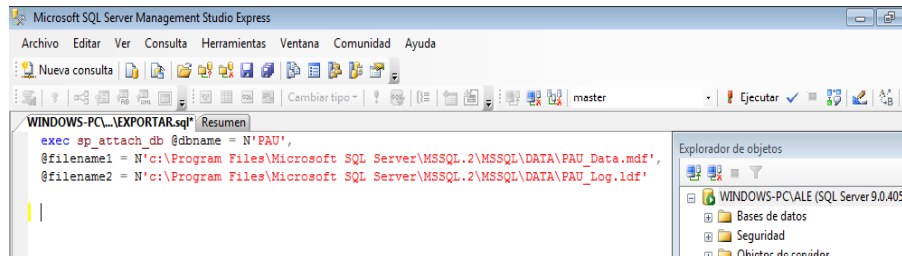 Microsoft SQL Server Management Studio Express
Archivo Editar Ver Consulta Herramientas Ventana Comunidad Ayuda
Nueva consulta
Cambiar tipo master Ejecutar
WINDOWS-PC\...\EXPORTAR.sql* Resumen
exec sp_attach_db @dbname = N'PAU',
@filename1 = N'c:\Program Files\Microsoft SQL Server\MSSQL.2\MSSQL\DATA\PAU_Data.mdf',
@filename2 = N'c:\Program Files\Microsoft SQL Server\MSSQL.2\MSSQL\DATA\PAU_Log.ldf'
Explorador de objetos
WINDOWS-PC\ALE (SQL Server 9.0.405
Bases de datos
Seguridad
Objetos de servidor